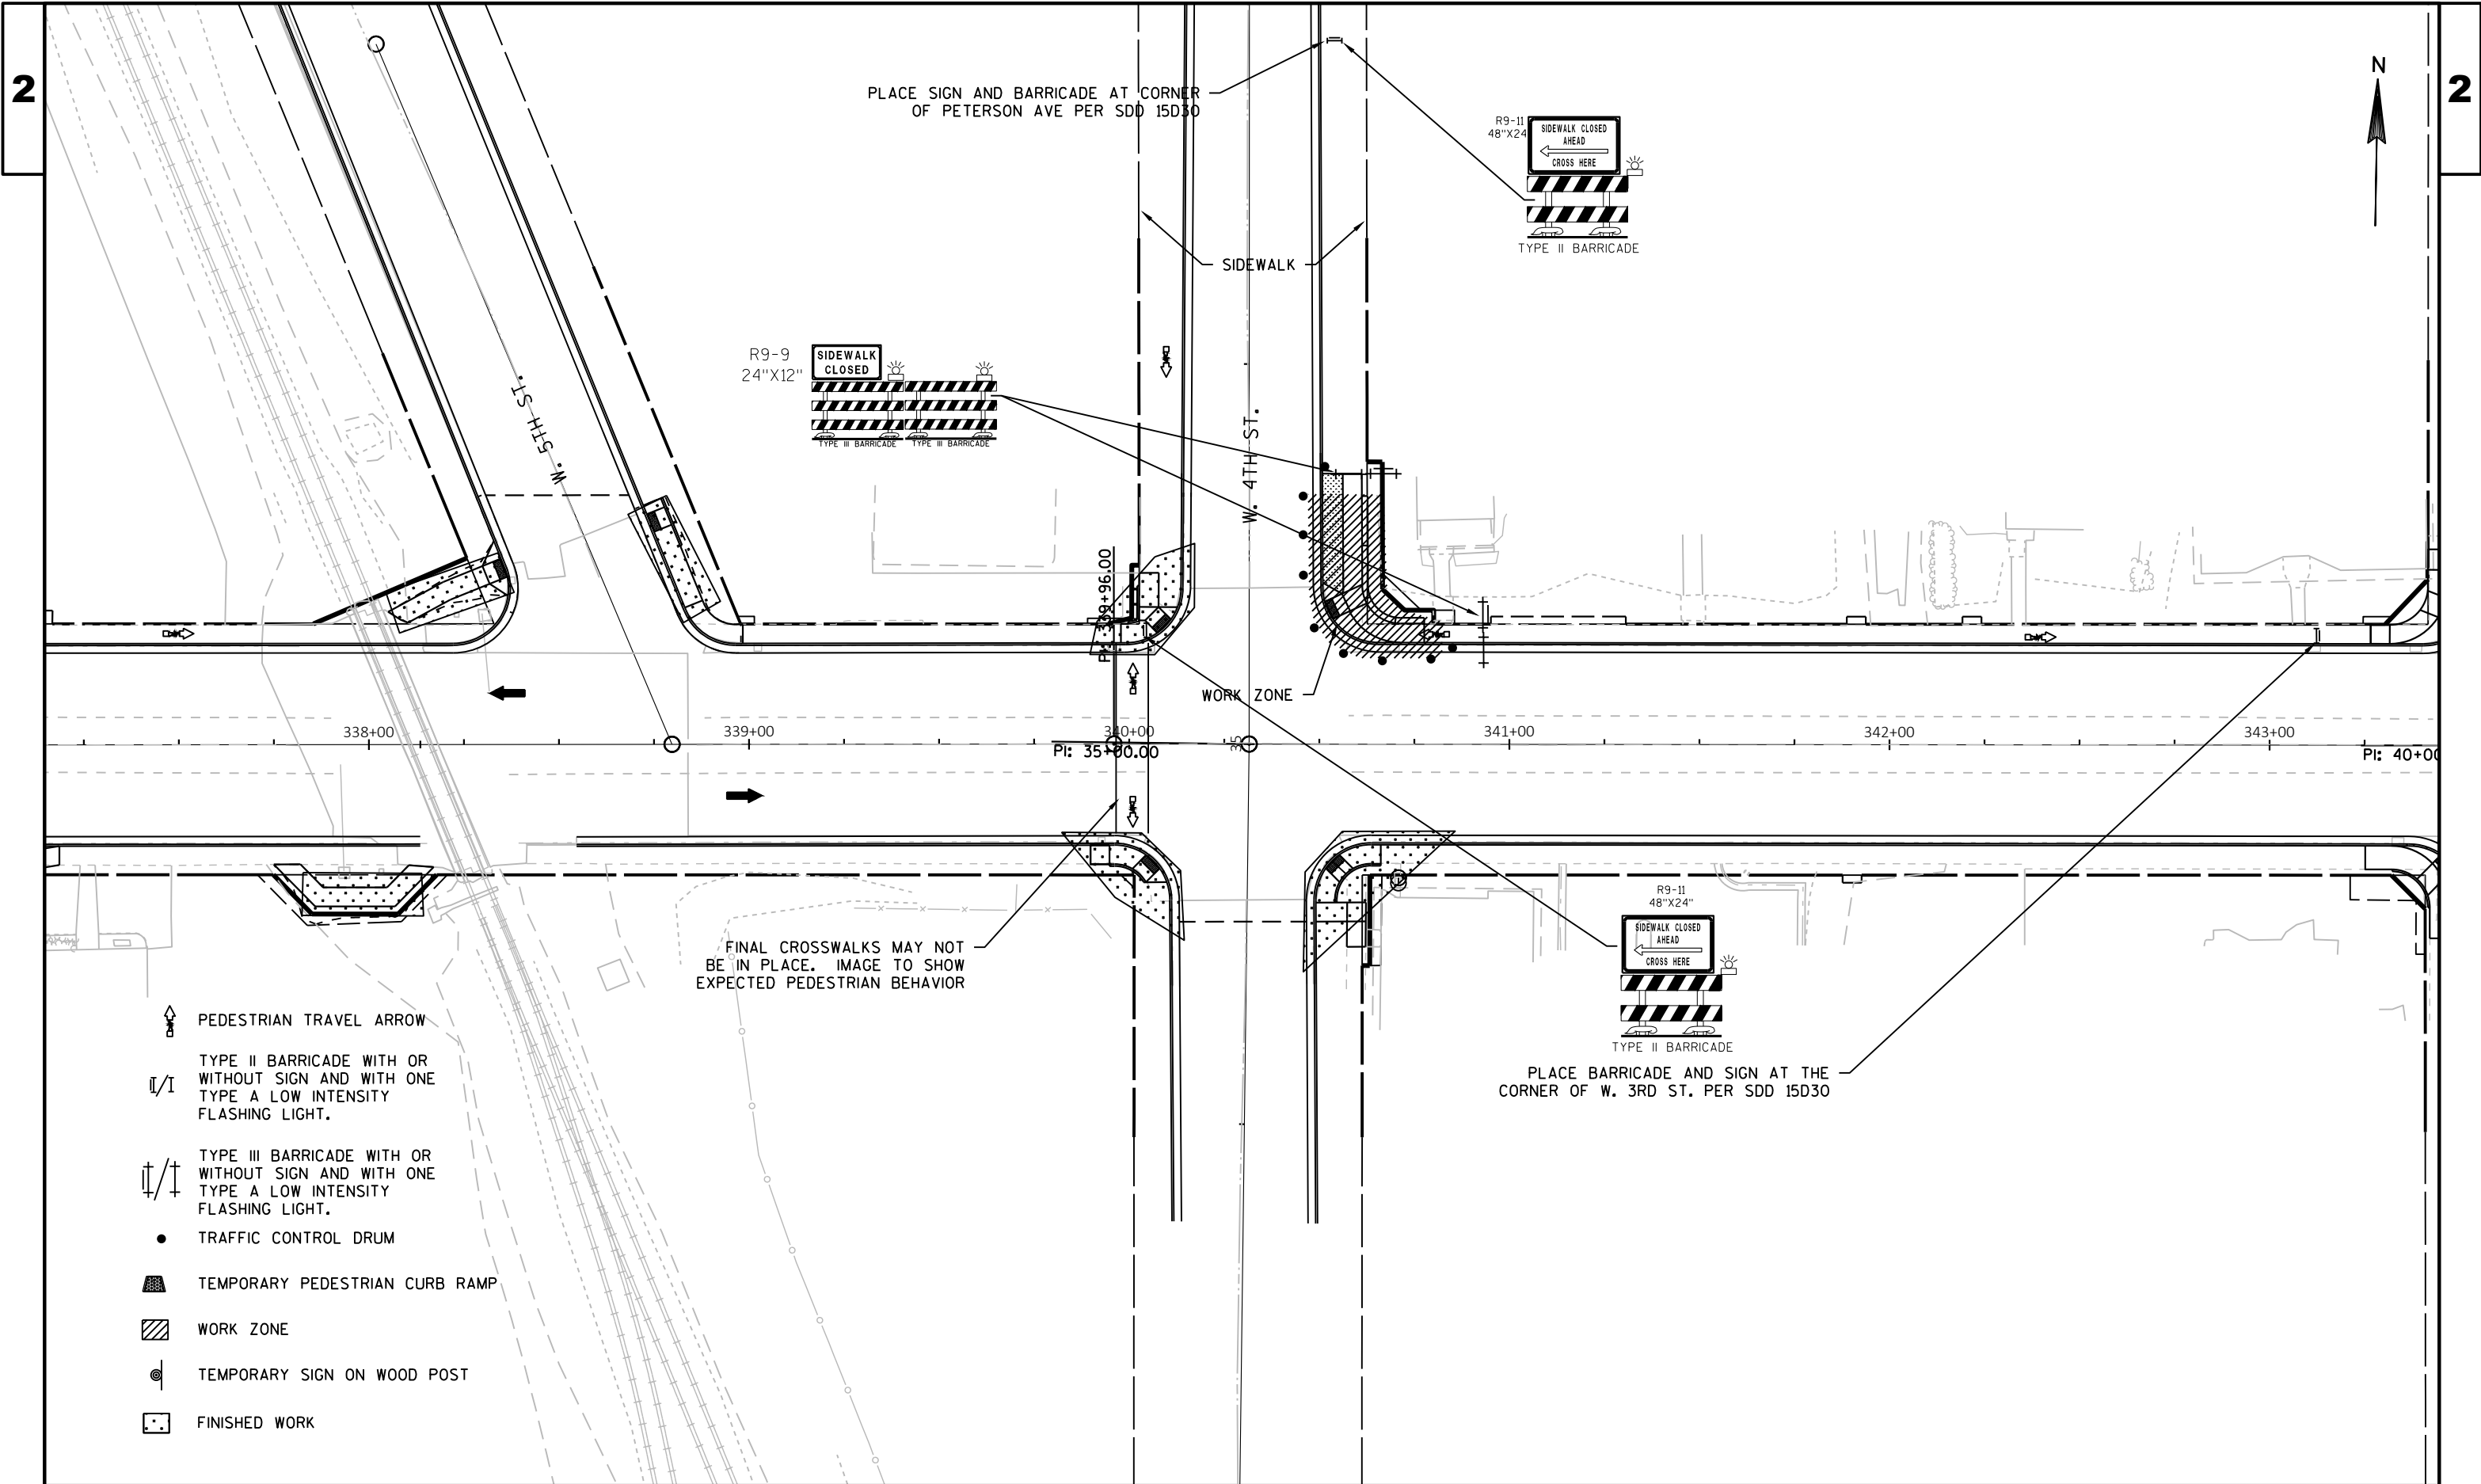 2
2
N
PLACE SIGN AND BARRICADE AT CORNER
OF PETERSON AVE PER SDD 15D30
R9-11
48"X24
SIDEWALK CLOSED
AHEAD
CROSS HERE
TYPE II BARRICADE
SIDEWALK
R9-9
24"X12"
SIDEWALK
CLOSED
TYPE III BARRICADE
TYPE III BARRICADE
W. 5TH ST.
W. 4TH ST.
339+96.00
WORK ZONE
338+00
339+00
340+00
341+00
342+00
343+00
35
PI: 35+00.00
PI: 40+00
R9-11
48"X24"
SIDEWALK CLOSED
AHEAD
CROSS HERE
TYPE II BARRICADE
FINAL CROSSWALKS MAY NOT
BE IN PLACE. IMAGE TO SHOW
EXPECTED PEDESTRIAN BEHAVIOR
PLACE BARRICADE AND SIGN AT THE
CORNER OF W. 3RD ST. PER SDD 15D30
PEDESTRIAN TRAVEL ARROW
TYPE II BARRICADE WITH OR
WITHOUT SIGN AND WITH ONE
TYPE A LOW INTENSITY
FLASHING LIGHT.
TYPE III BARRICADE WITH OR
WITHOUT SIGN AND WITH ONE
TYPE A LOW INTENSITY
FLASHING LIGHT.
TRAFFIC CONTROL DRUM
TEMPORARY PEDESTRIAN CURB RAMP
WORK ZONE
TEMPORARY SIGN ON WOOD POST
FINISHED WORK